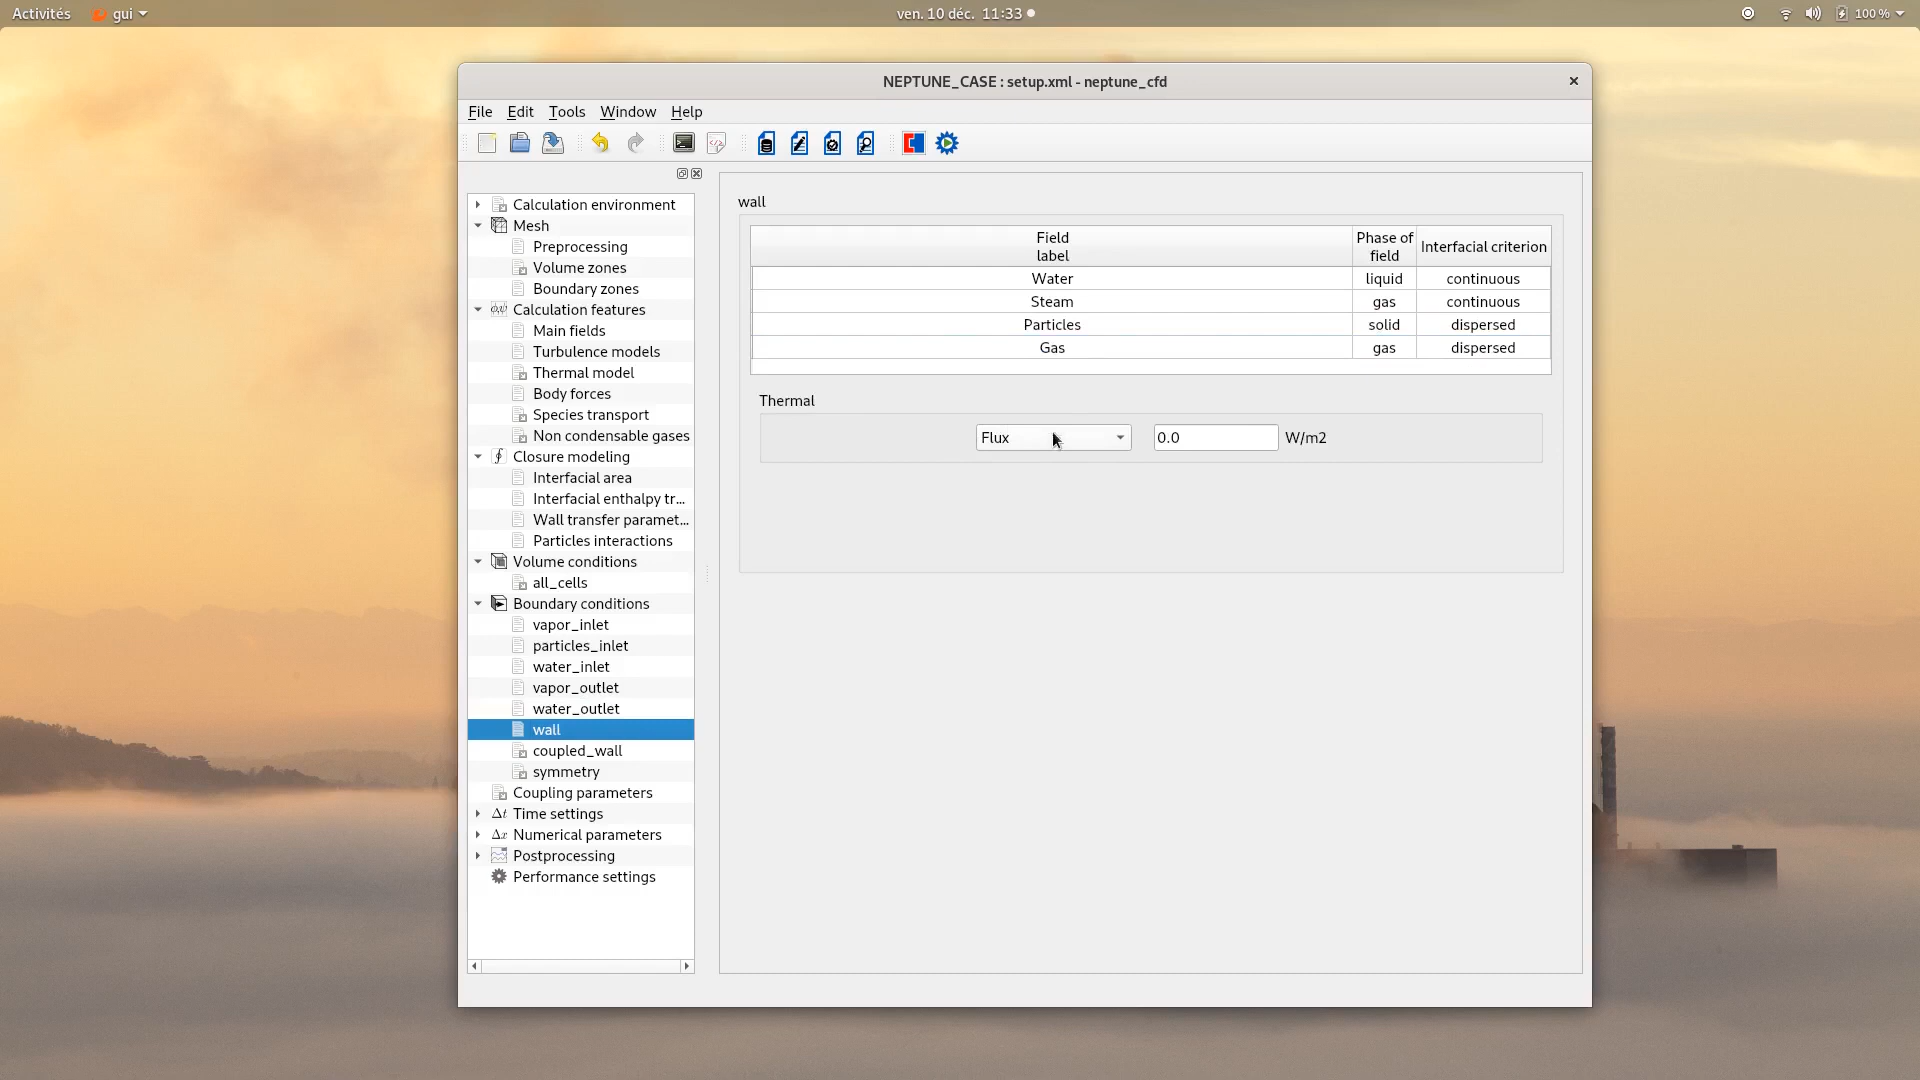 Activités
gui
ven. 10 déc. 11:33
100 %
NEPTUNE_CASE : setup.xml - neptune_cfd
File Edit Tools Window Help
Calculation environment
Mesh
Preprocessing
Volume zones
Boundary zones
Calculation features
Main fields
Turbulence models
Thermal model
Body forces
Species transport
Non condensable gases
Closure modeling
Interfacial area
Interfacial enthalpy tr...
Wall transfer paramet...
Particles interactions
Volume conditions
all_cells
Boundary conditions
vapor_inlet
particles_inlet
water_inlet
vapor_outlet
water_outlet
wall
coupled_wall
symmetry
Coupling parameters
Δt Time settings
Δx Numerical parameters
Postprocessing
Performance settings
wall
Field label Phase of field Interfacial criterion
Water liquid continuous
Steam gas continuous
Particles solid dispersed
Gas gas dispersed
Thermal
Flux 0.0 W/m2